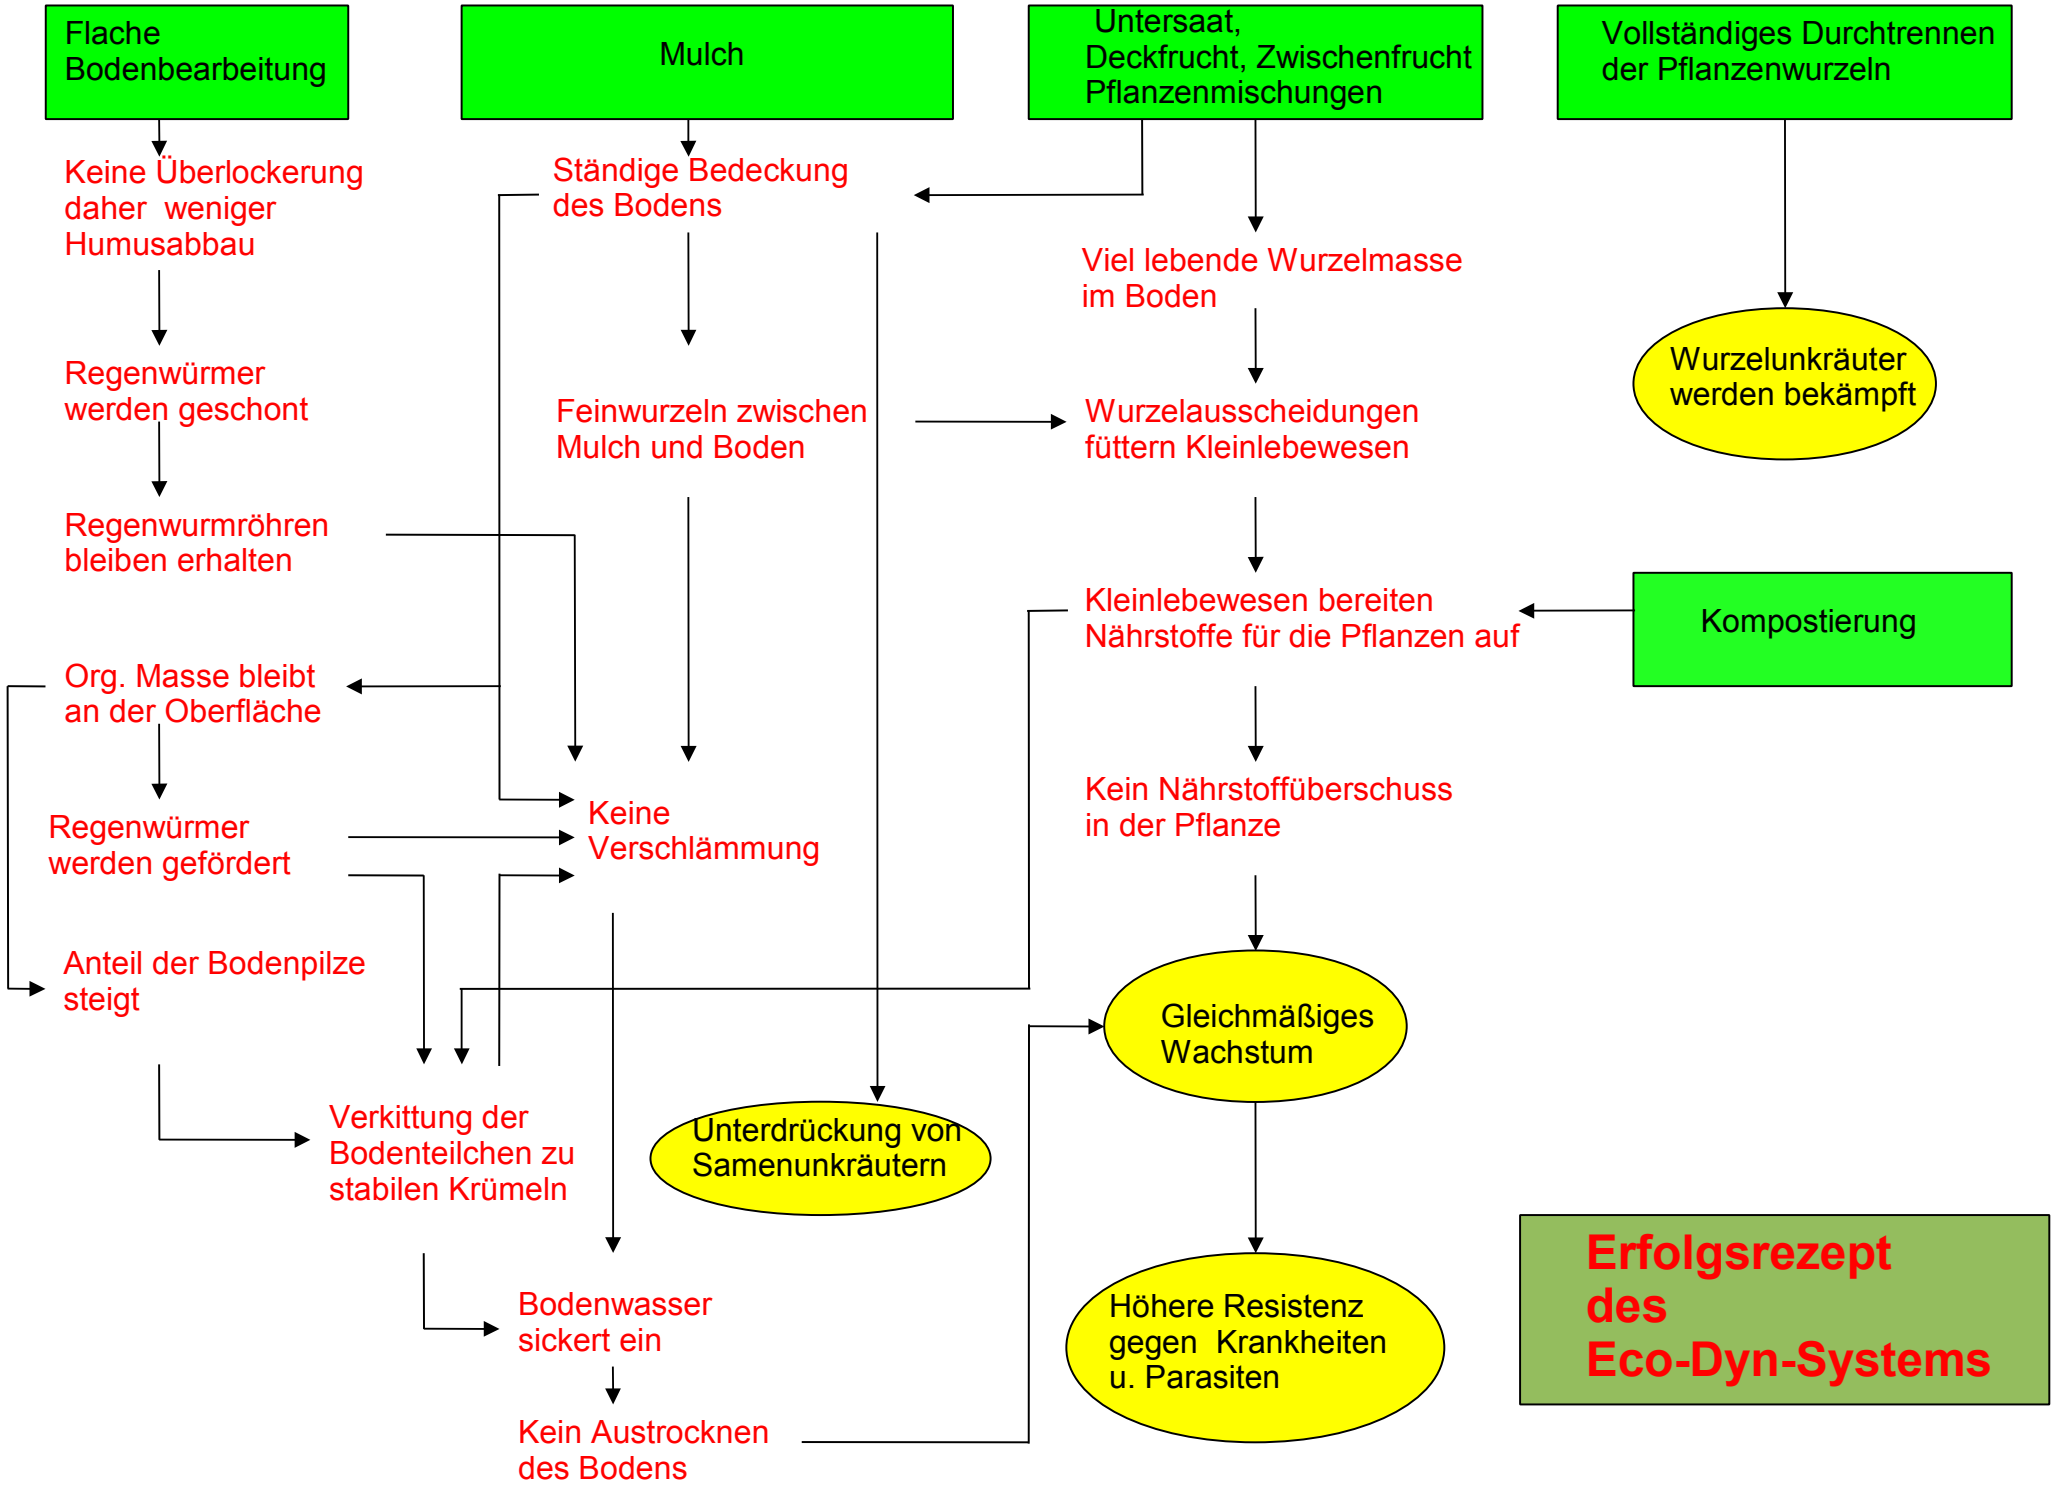 Flache
Bodenbearbeitung
Mulch
Untersaat,
Deckfrucht, Zwischenfrucht
Pflanzenmischungen
Vollständiges Durchtrennen
der Pflanzenwurzeln
Keine Überlockerung
daher weniger
Humusabbau
Ständige Bedeckung
des Bodens
Viel lebende Wurzelmasse
im Boden
Wurzelunkräuter
werden bekämpft
Regenwürmer
werden geschont
Feinwurzeln zwischen
Mulch und Boden
Wurzelausscheidungen
füttern Kleinlebewesen
Regenwurmröhren
bleiben erhalten
Kleinlebewesen bereiten
Nährstoffe für die Pflanzen auf
Kompostierung
Org. Masse bleibt
an der Oberfläche
Kein Nährstoffüberschuss
in der Pflanze
Regenwürmer
werden gefördert
Keine
Verschlämmung
Anteil der Bodenpilze
steigt
Gleichmäßiges
Wachstum
Verkittung der
Bodenteilchen zu
stabilen Krümeln
Unterdrückung von
Samenunkräutern
Bodenwasser
sickert ein
Höhere Resistenz
gegen Krankheiten
u. Parasiten
Erfolgsrezept
des
Eco-Dyn-Systems
Kein Austrocknen
des Bodens